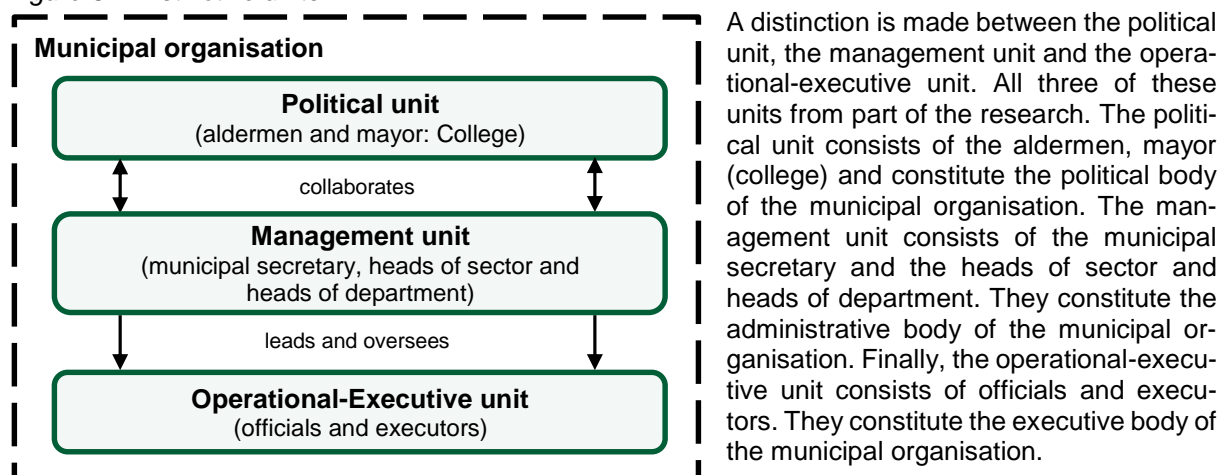 Municipal organisation
Political unit
(aldermen and mayor: College)
collaborates
Management unit
(municipal secretary, heads of sector and
heads of department)
leads and oversees
Operational-Executive unit
(officials and executors)
A distinction is made between the political
unit, the management unit and the opera-
tional-executive unit. All three of these
units from part of the research. The politi-
cal unit consists of the aldermen, mayor
(college) and constitute the political body
of the municipal organisation. The man-
agement unit consists of the municipal
secretary and the heads of sector and
heads of department. They constitute the
administrative body of the municipal or-
ganisation. Finally, the operational-execu-
tive unit consists of officials and execu-
tors. They constitute the executive body of
the municipal organisation.